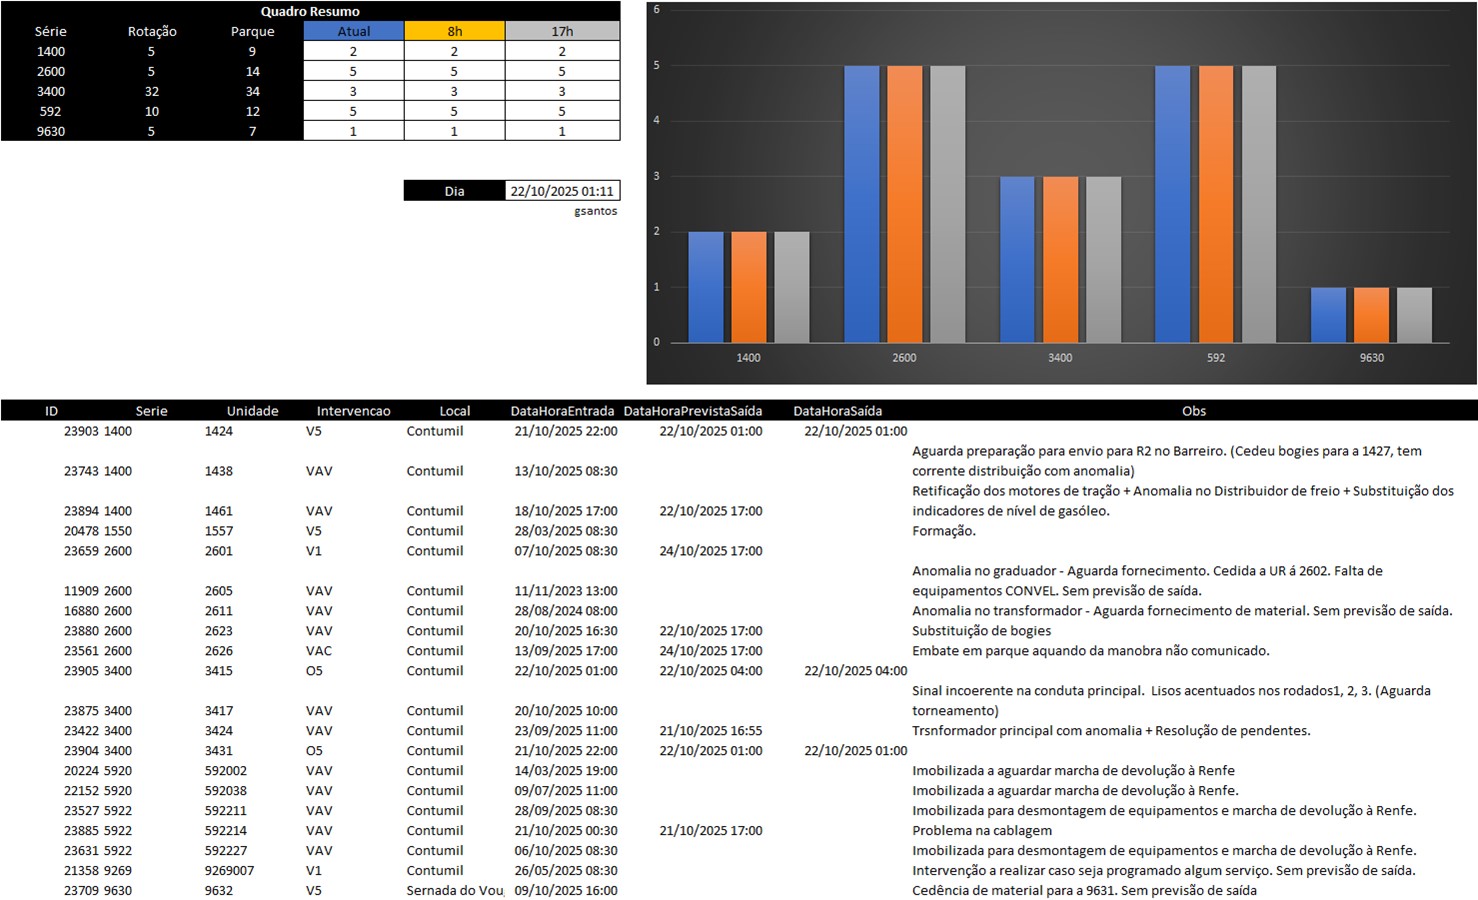 Quadro Resumo
Série Rotação Parque Atual 8h 17h
1400 5 9 2 2 2
2600 5 14 5 5 5
3400 32 34 3 3 3
592 10 12 5 5 5
9630 5 7 1 1 1
Dia 22/10/2025 01:11
gsantos
6
5
4
3
2
1
0
1400 2600 3400 592 9630
ID Serie Unidade Intervencao Local DataHoraEntrada DataHoraPrevistaSaída DataHoraSaída Obs
23903 1400 1424 V5 Contumil 21/10/2025 22:00 22/10/2025 01:00 22/10/2025 01:00
Aguarda preparação para envio para R2 no Barreiro. (Cedeu bogies para a 1427, tem
23743 1400 1438 VAV Contumil 13/10/2025 08:30 corrente distribuição com anomalia)
Retificação dos motores de tração + Anomalia no Distribuidor de freio + Substituição dos
23894 1400 1461 VAV Contumil 18/10/2025 17:00 22/10/2025 17:00 indicadores de nível de gasóleo.
20478 1550 1557 V5 Contumil 28/03/2025 08:30 Formação.
23659 2600 2601 V1 Contumil 07/10/2025 08:30 24/10/2025 17:00
Anomalia no graduador - Aguarda fornecimento. Cedida a UR á 2602. Falta de
11909 2600 2605 VAV Contumil 11/11/2023 13:00 equipamentos CONVEL. Sem previsão de saída.
16880 2600 2611 VAV Contumil 28/08/2024 08:00 Anomalia no transformador - Aguarda fornecimento de material. Sem previsão de saída.
23880 2600 2623 VAV Contumil 20/10/2025 16:30 22/10/2025 17:00 Substituição de bogies
23561 2600 2626 VAC Contumil 13/09/2025 17:00 24/10/2025 17:00 Embate em parque aquando da manobra não comunicado.
23905 3400 3415 O5 Contumil 22/10/2025 01:00 22/10/2025 04:00 22/10/2025 04:00
Sinal incoerente na conduta principal. Lisos acentuados nos rodados1, 2, 3. (Aguarda
23875 3400 3417 VAV Contumil 20/10/2025 10:00 torneamento)
23422 3400 3424 VAV Contumil 23/09/2025 11:00 21/10/2025 16:55 Trsnformador principal com anomalia + Resolução de pendentes.
23904 3400 3431 O5 Contumil 21/10/2025 22:00 22/10/2025 01:00 22/10/2025 01:00
20224 5920 592002 VAV Contumil 14/03/2025 19:00 Imobilizada a aguardar marcha de devolução à Renfe
22152 5920 592038 VAV Contumil 09/07/2025 11:00 Imobilizada a aguardar marcha de devolução à Renfe.
23527 5922 592211 VAV Contumil 28/09/2025 08:30 Imobilizada para desmontagem de equipamentos e marcha de devolução à Renfe.
23885 5922 592214 VAV Contumil 21/10/2025 00:30 21/10/2025 17:00 Problema na cablagem
23631 5922 592227 VAV Contumil 06/10/2025 08:30 Imobilizada para desmontagem de equipamentos e marcha de devolução à Renfe.
21358 9269 9269007 V1 Contumil 26/05/2025 08:30 Intervenção a realizar caso seja programado algum serviço. Sem previsão de saída.
23709 9630 9632 V5 Sernada do Vou 09/10/2025 16:00 Cedência de material para a 9631. Sem previsão de saída